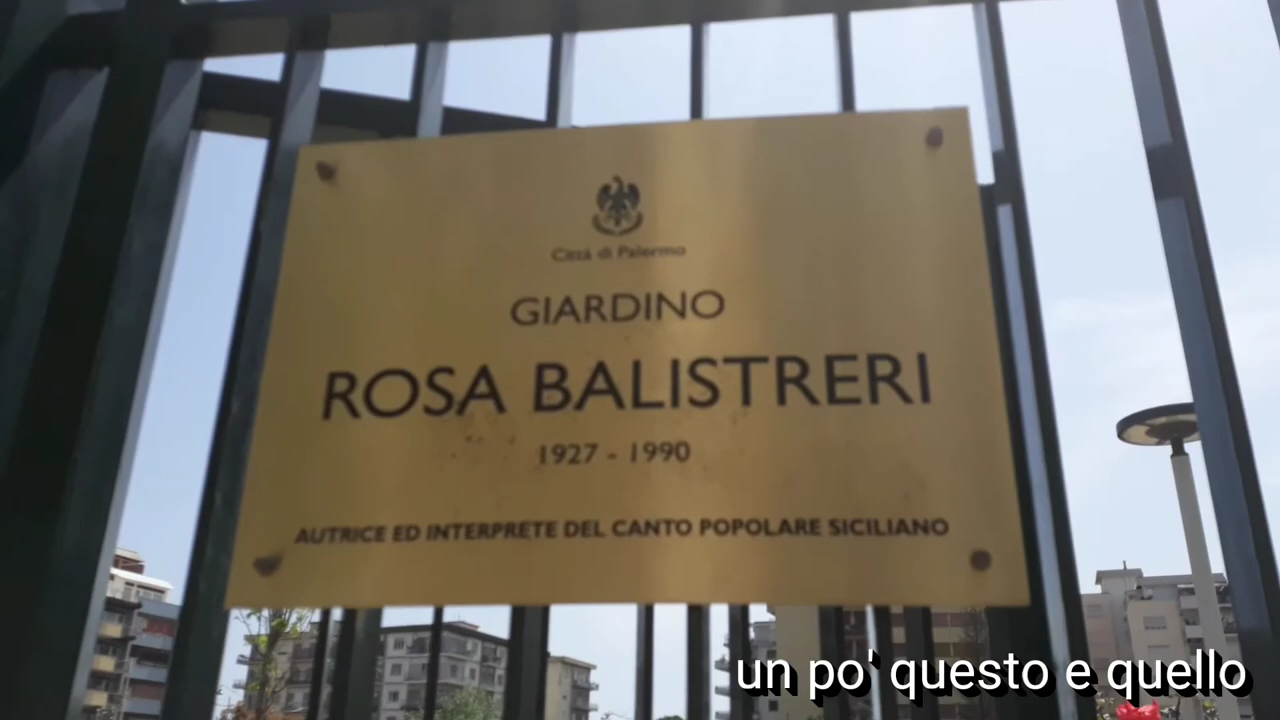 Città di Palermo
GIARDINO
ROSA BALISTRERI
1927 - 1990
AUTRICE ED INTERPRETE DEL CANTO POPOLARE SICILIANO
un po' questo e quello